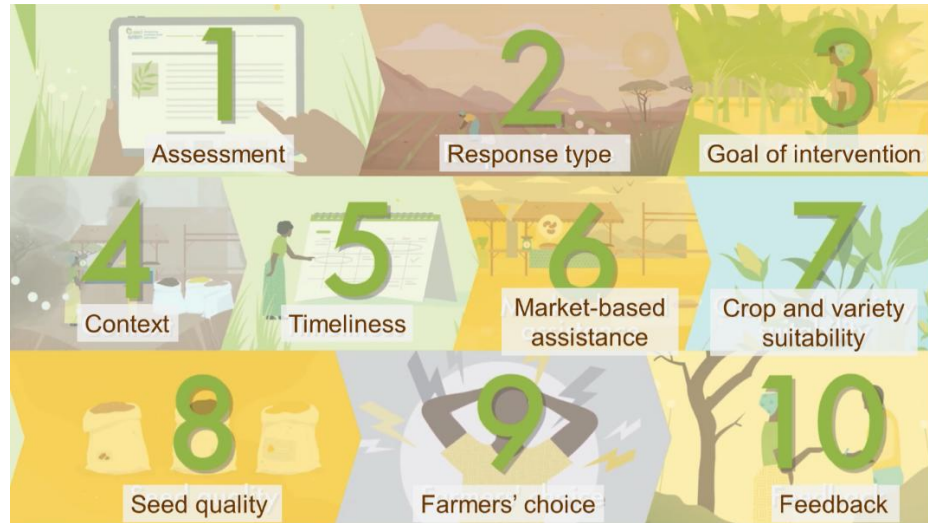 1
Assessment
2
Response type
3
Goal of intervention
4
Context
5
Timeliness
6
Market-based
assistance
7
Crop and variety
suitability
8
Seed quality
9
Farmers' choice
10
Feedback